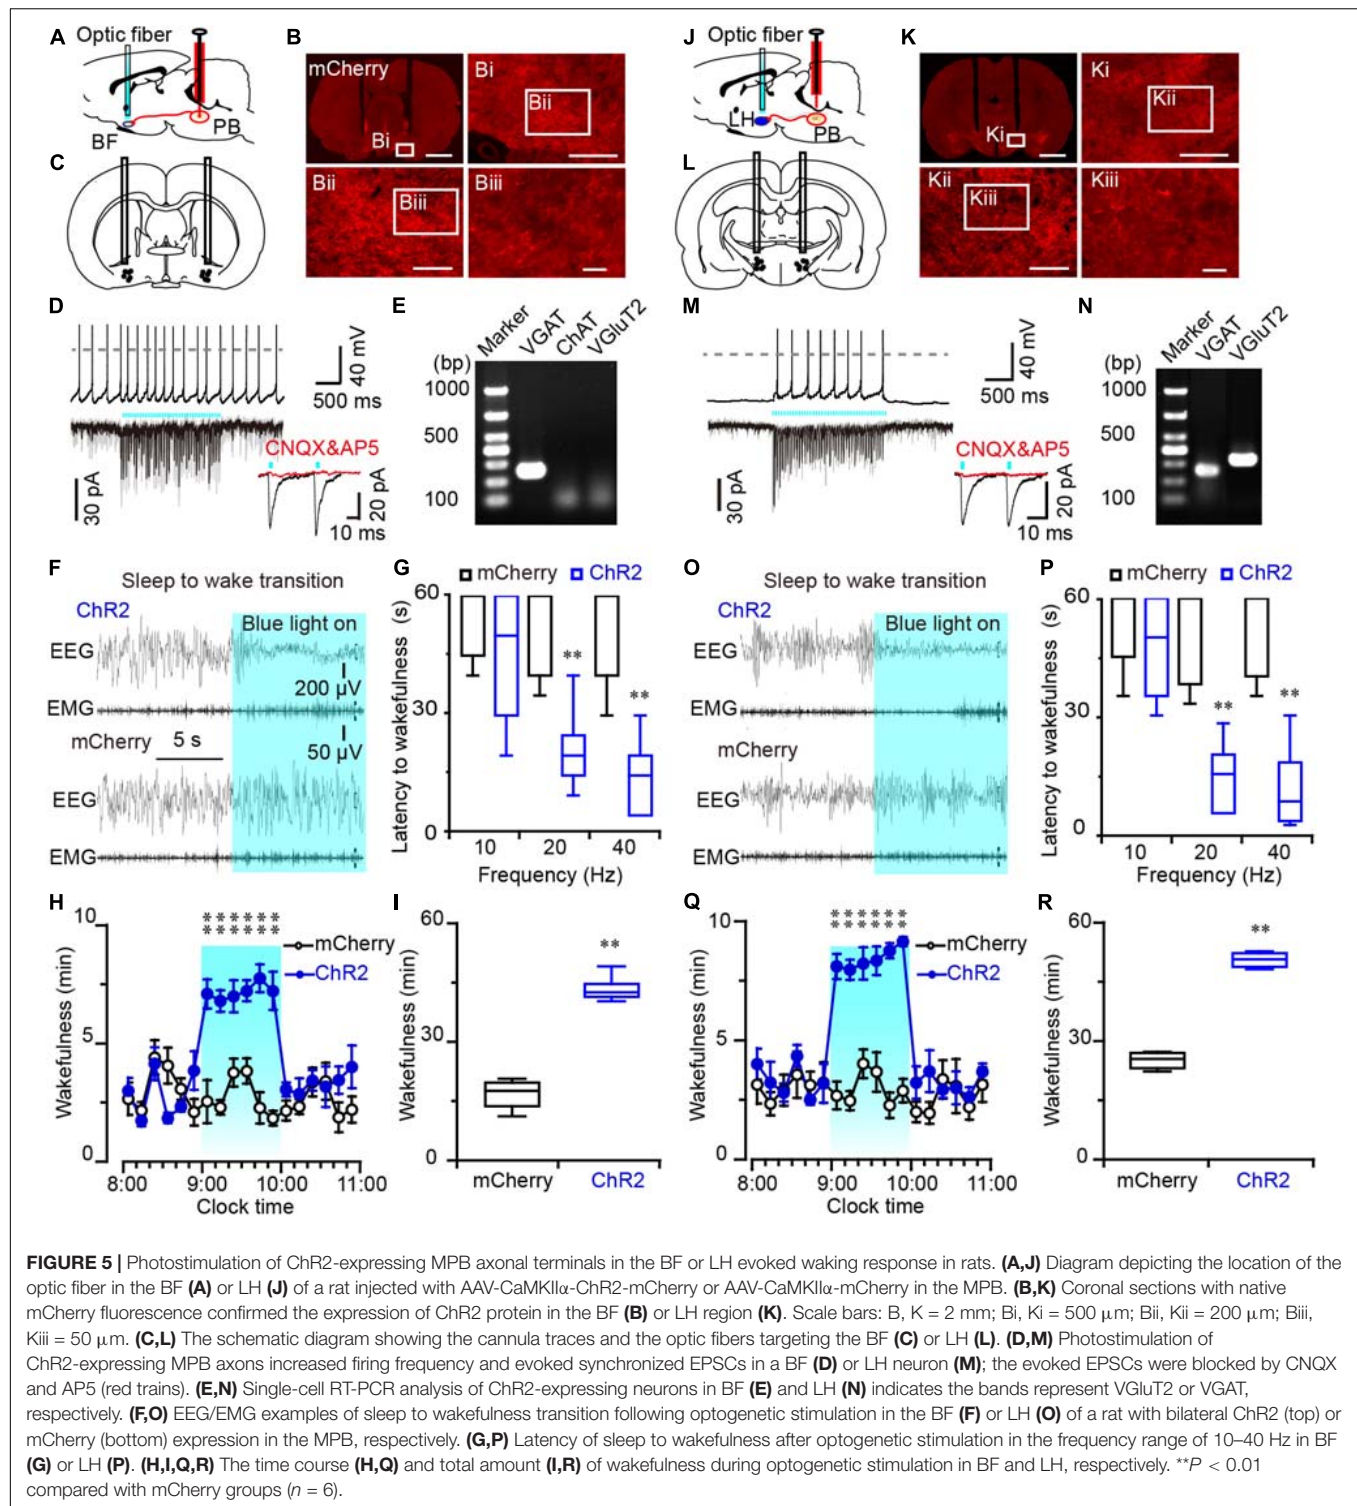 A Optic fiber
BF
PB
B mCherry
Bi
Bi
Bii
Bii
Biii
Biii
C
J Optic fiber
LH
PB
K
Ki
Ki
Kii
Kii
Kiii
Kiii
L
D
40 mV
500 ms
CNQX&AP5
30 pA
20 pA
10 ms
E
Marker VGAT ChAT VGluT2
(bp)
1000
500
100
M
40 mV
500 ms
CNQX&AP5
30 pA
20 pA
10 ms
N
Marker VGAT VGluT2
(bp)
1000
500
100
F Sleep to wake transition
ChR2
Blue light on
EEG
200 µV
EMG
mCherry 5 s
50 µV
EEG
EMG
G mCherry ChR2
Latency to wakefulness (s)
60
30
0
** **
10 20 40
Frequency (Hz)
O Sleep to wake transition
ChR2
Blue light on
EEG
EMG
mCherry
EEG
EMG
P mCherry ChR2
Latency to wakefulness (s)
60
30
0
** **
10 20 40
Frequency (Hz)
H
Wakefulness (min)
10
5
0
** ** ** ** ** **
mCherry
ChR2
8:00 9:00 10:00 11:00
Clock time
I
Wakefulness (min)
60
30
0
**
mCherry ChR2
Q
Wakefulness (min)
10
5
0
** ** ** ** ** **
mCherry
ChR2
8:00 9:00 10:00 11:00
Clock time
R
Wakefulness (min)
60
30
0
**
mCherry ChR2
FIGURE 5 | Photostimulation of ChR2-expressing MPB axonal terminals in the BF or LH evoked waking response in rats. (A,J) Diagram depicting the location of the
optic fiber in the BF (A) or LH (J) of a rat injected with AAV-CaMKIIα-ChR2-mCherry or AAV-CaMKIIα-mCherry in the MPB. (B,K) Coronal sections with native
mCherry fluorescence confirmed the expression of ChR2 protein in the BF (B) or LH region (K). Scale bars: B, K = 2 mm; Bi, Ki = 500 µm; Bii, Kii = 200 µm; Biii,
Kiii = 50 µm. (C,L) The schematic diagram showing the cannula traces and the optic fibers targeting the BF (C) or LH (L). (D,M) Photostimulation of
ChR2-expressing MPB axons increased firing frequency and evoked synchronized EPSCs in a BF (D) or LH neuron (M); the evoked EPSCs were blocked by CNQX
and AP5 (red trains). (E,N) Single-cell RT-PCR analysis of ChR2-expressing neurons in BF (E) and LH (N) indicates the bands represent VGluT2 or VGAT,
respectively. (F,O) EEG/EMG examples of sleep to wakefulness transition following optogenetic stimulation in the BF (F) or LH (O) of a rat with bilateral ChR2 (top) or
mCherry (bottom) expression in the MPB, respectively. (G,P) Latency of sleep to wakefulness after optogenetic stimulation in the frequency range of 10–40 Hz in BF
(G) or LH (P). (H,I,Q,R) The time course (H,Q) and total amount (I,R) of wakefulness during optogenetic stimulation in BF and LH, respectively. **P < 0.01
compared with mCherry groups (n = 6).